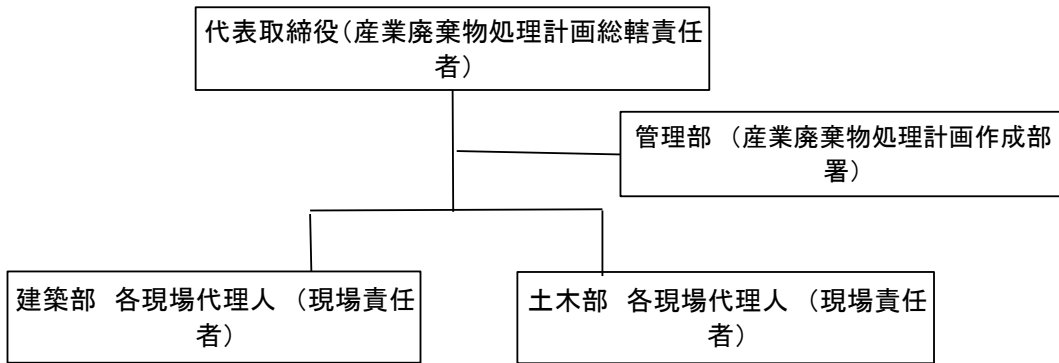 代表取締役(産業廃棄物処理計画総轄責任
者)
管理部 (産業廃棄物処理計画作成部
署)
建築部 各現場代理人 (現場責任
者)
土木部 各現場代理人 (現場責任
者)